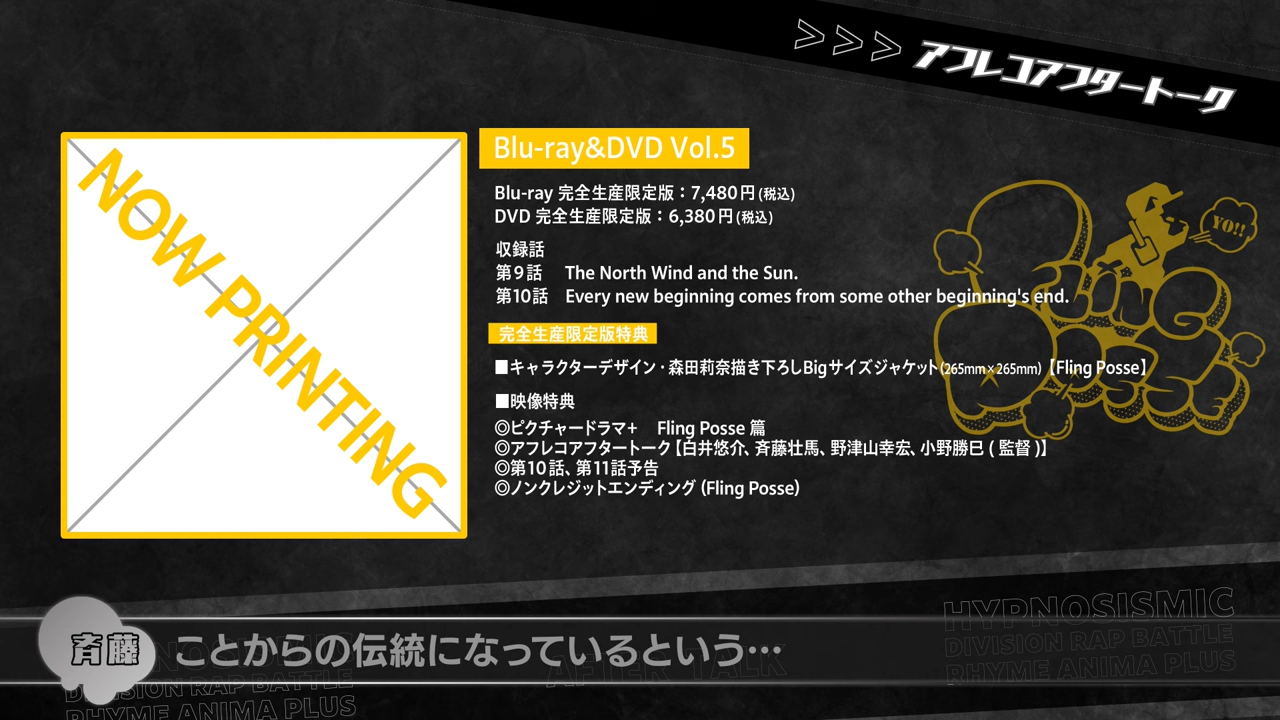 >>> アフレコアフタートーク
NOW PRINTING
Blu-ray&DVD Vol.5
Blu-ray 完全生産限定版：7,480円(税込)
DVD 完全生産限定版：6,380円(税込)
収録話
第9話 The North Wind and the Sun.
第10話 Every new beginning comes from some other beginning's end.
完全生産限定版特典
■キャラクターデザイン・森田莉奈描き下ろしBigサイズジャケット(265mm×265mm)【Fling Posse】
■映像特典
◎ピクチャードラマ+ Fling Posse 篇
◎アフレコアフタートーク【白井悠介、斉藤壮馬、野津山幸宏、小野勝巳(監督)】
◎第10話、第11話予告
◎ノンクレジットエンディング(Fling Posse)
YO!!
FLING
POSSE
斉藤
ことからの伝統になっているという…
HYPNOSISMIC
DIVISION RAP BATTLE
RHYME ANIMA PLUS
AFTER TALK
DIVISION RAP BATTLE
RHYME ANIMA PLUS